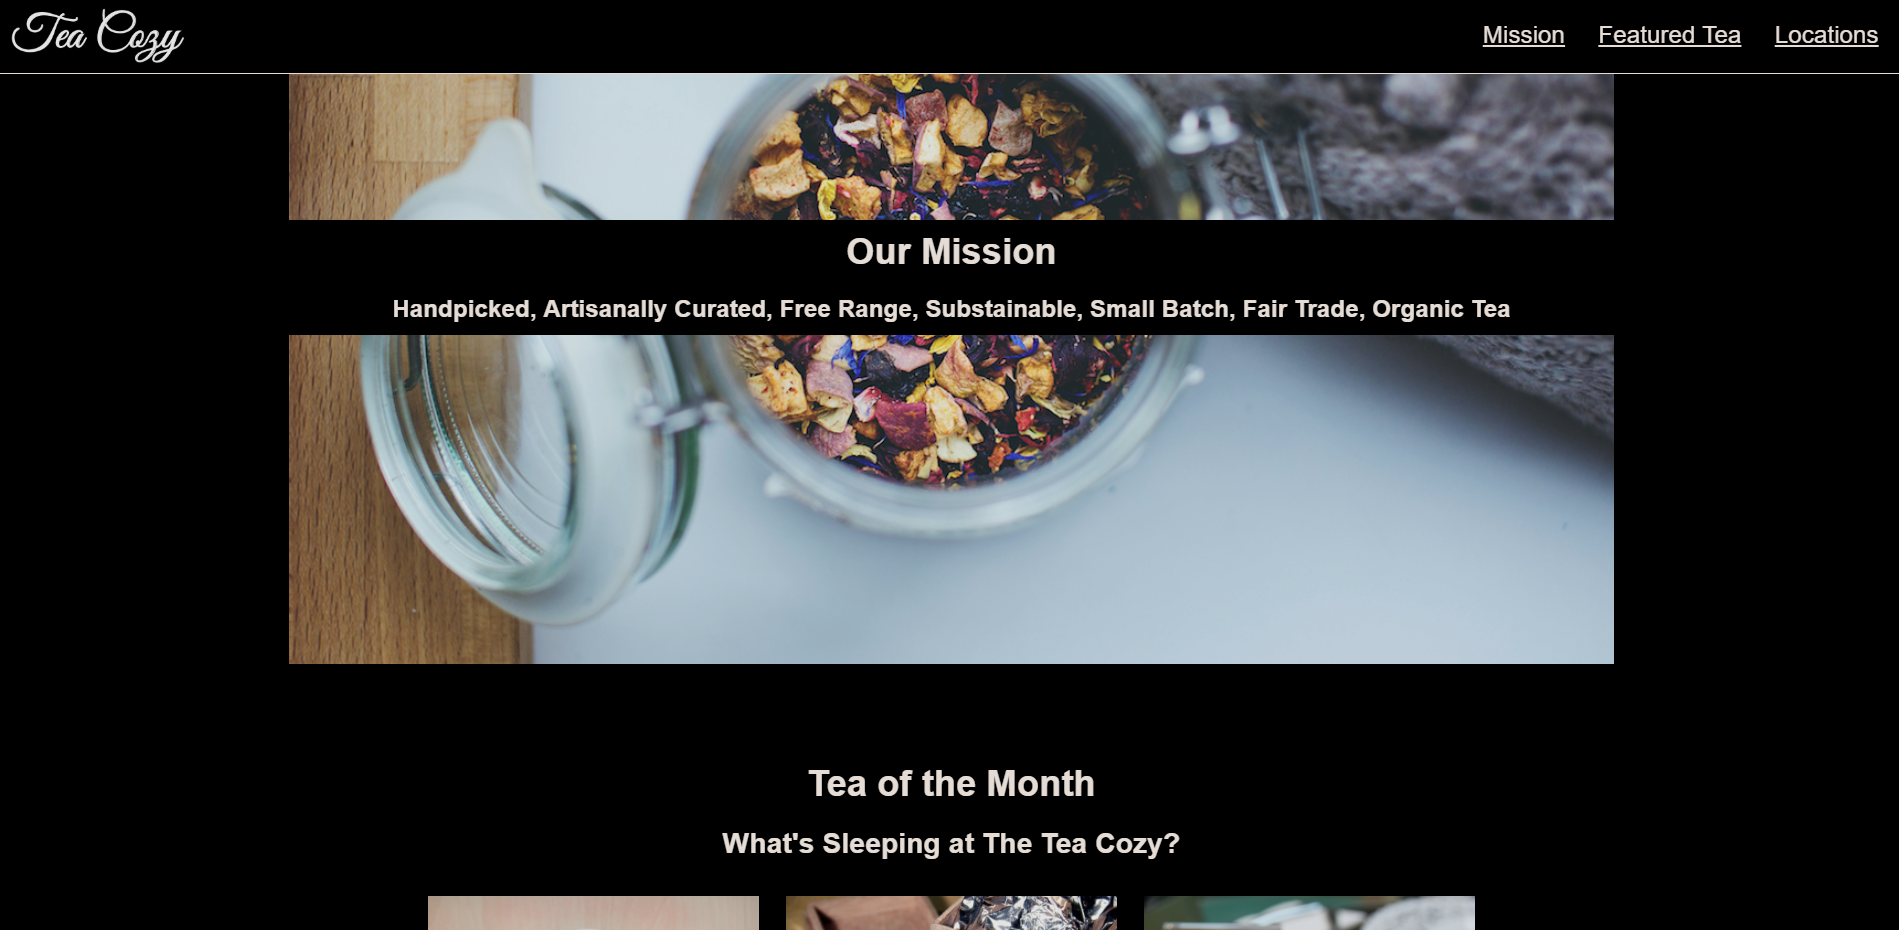 Tea Cozy
Mission Featured Tea Locations
Our Mission
Handpicked, Artisanally Curated, Free Range, Substainable, Small Batch, Fair Trade, Organic Tea
Tea of the Month
What's Sleeping at The Tea Cozy?